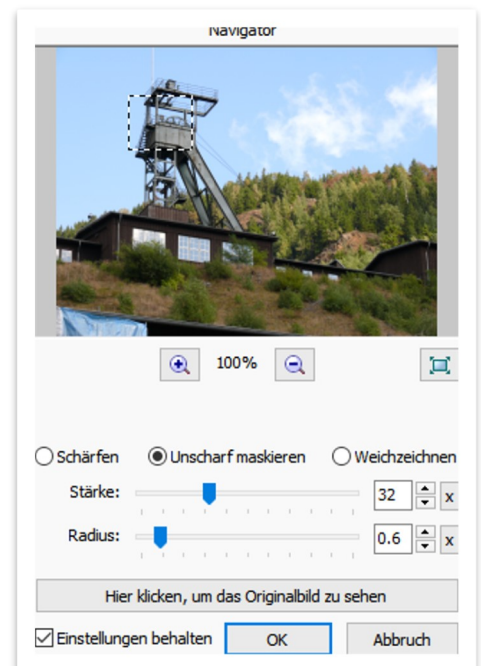 Navigator
100%
Schärfen Unscharf maskieren Weichzeichnen
Stärke: 32 x
Radius: 0.6 x
Hier klicken, um das Originalbild zu sehen
Einstellungen behalten OK Abbruch